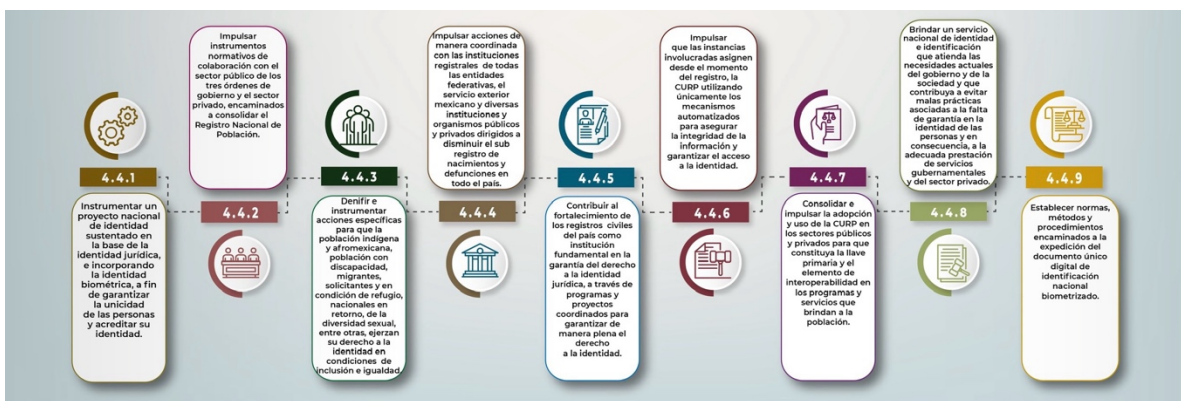 4.4.1
Instrumentar un
proyecto nacional
de identidad
sustentado en
la base de la
identidad jurídica,
e incorporando
la identidad
biométrica, a fin
de garantizar
la unicidad
de las personas
y acreditar su
identidad.
Impulsar
instrumentos
normativos de
colaboración con el
sector público de los
tres órdenes de
gobierno y el sector
privado, encaminados
a consolidar el
Registro Nacional de
Población.
4.4.2
4.4.3
Denifir e
instrumentar
acciones específicas
para que la
población indígena
y afromexicana,
población con
discapacidad,
migrantes,
solicitantes y en
condición de refugio,
nacionales en
retorno, de la
diversidad sexual,
entre otras, ejerzan
su derecho a la
identidad en
condiciones de
inclusión e igualdad.
Impulsar acciones de
manera coordinada
con las instituciones
registrales de todas
las entidades
federativas, el
servicio exterior
mexicano y diversas
instituciones y
organismos públicos
y privados dirigidos a
disminuir el sub
registro de
nacimientos y
defunciones en
todo el país.
4.4.4
4.4.5
Contribuir al
fortalecimiento de
los registros civiles
del país como
institución
fundamental en la
garantía del derecho
a la identidad
jurídica, a través de
programas y
proyectos
coordinados para
garantizar de
manera plena el
derecho
a la identidad.
Impulsar
que las instancias
involucradas asignen
desde el momento
del registro, la
CURP utilizando
únicamente los
mecanismos
automatizados
para asegurar
la integridad de la
información y
garantizar el acceso
a la identidad.
4.4.6
4.4.7
Consolidar e
impulsar la adopción
y uso de la CURP en
los sectores públicos
y privados para que
constituya la llave
primaria y el
elemento de
interoperabilidad en
los programas y
servicios que
brindan a la
población.
Brindar un servicio
nacional de identidad
e identificación
que atienda las
necesidades actuales
del gobierno y de la
sociedad y que
contribuya a evitar
malas prácticas
asociadas a la falta
de garantía en la
identidad de las
personas y en
consecuencia, a la
adecuada prestación
de servicios
gubernamentales
y del sector privado.
4.4.8
4.4.9
Establecer normas,
métodos y
procedimientos
encaminados a la
expedición del
documento único
digital de
identificación
nacional
biometrizado.